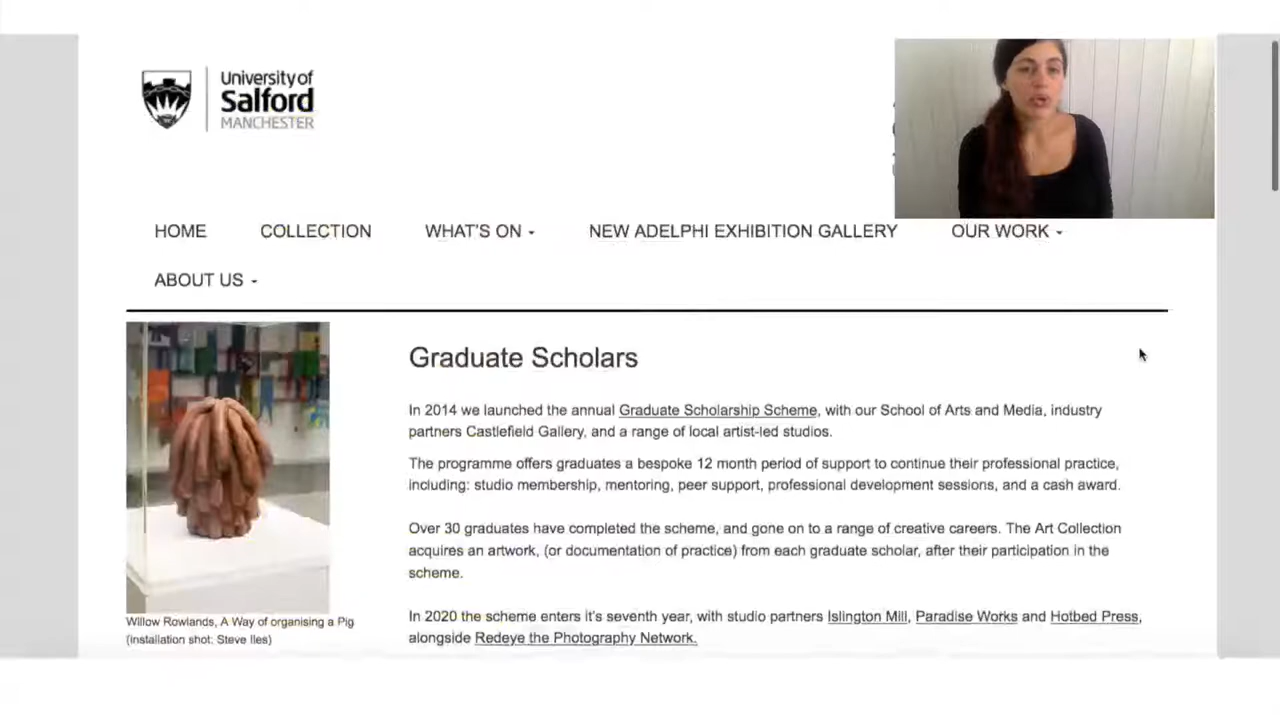 University of
Salford
MANCHESTER
HOME COLLECTION WHAT'S ON NEW ADELPHI EXHIBITION GALLERY OUR WORK
ABOUT US
Graduate Scholars
In 2014 we launched the annual Graduate Scholarship Scheme, with our School of Arts and Media, industry
partners Castlefield Gallery, and a range of local artist-led studios.
The programme offers graduates a bespoke 12 month period of support to continue their professional practice,
including: studio membership, mentoring, peer support, professional development sessions, and a cash award.
Over 30 graduates have completed the scheme, and gone on to a range of creative careers. The Art Collection
acquires an artwork, (or documentation of practice) from each graduate scholar, after their participation in the
scheme.
In 2020 the scheme enters it's seventh year, with studio partners Islington Mill, Paradise Works and Hotbed Press,
alongside Redeye the Photography Network.
Willow Rowlands, A Way of organising a Pig
(installation shot: Steve Iles)